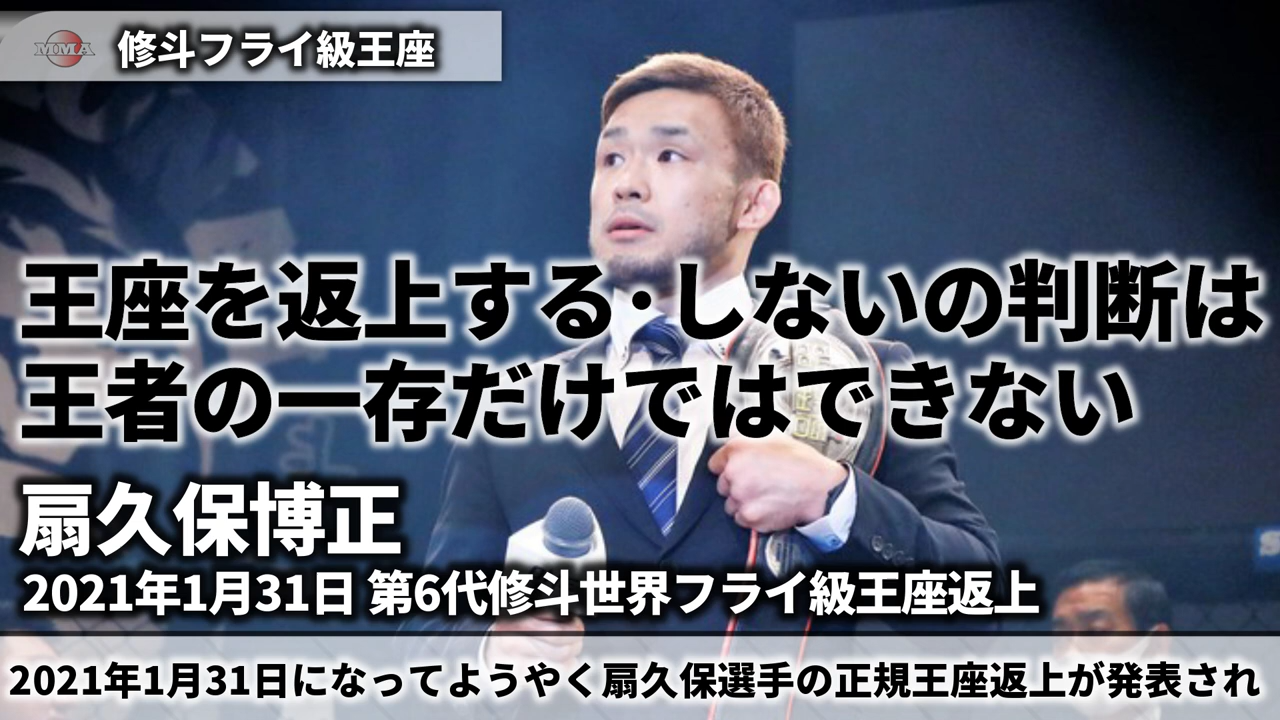 MMA
修斗フライ級王座
王座を返上する・しないの判断は
王者の一存だけではできない
扇久保博正
2021年1月31日 第6代修斗世界フライ級王座返上
2021年1月31日になってようやく扇久保選手の正規王座返上が発表され